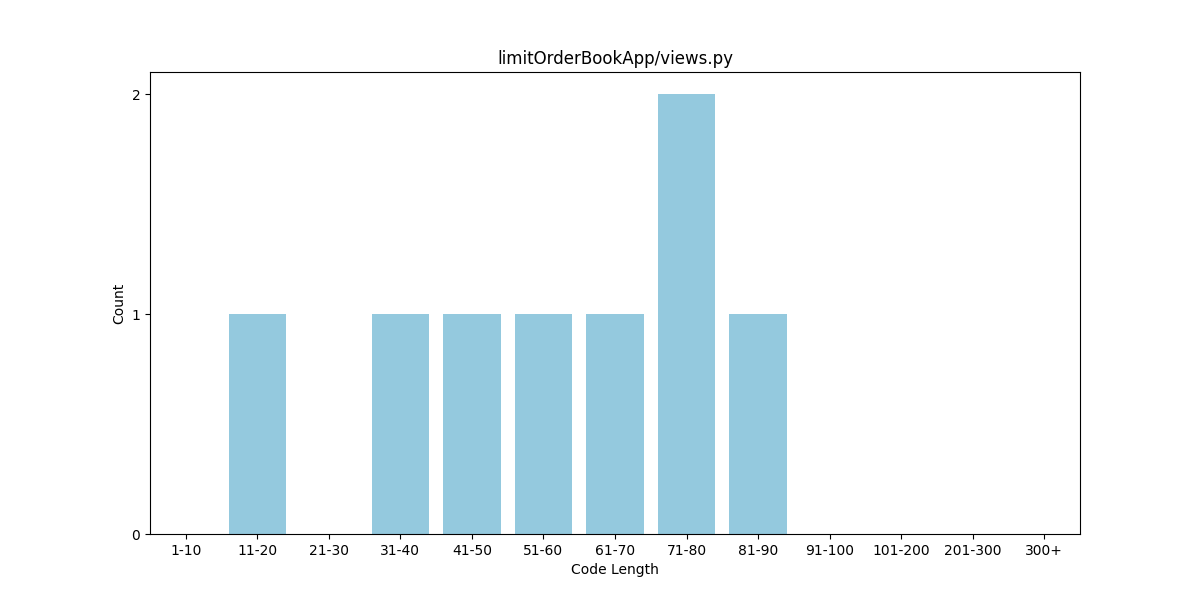 limitOrderBookApp/views.py
Count
2
1
0
1-10 11-20 21-30 31-40 41-50 51-60 61-70 71-80 81-90 91-100 101-200 201-300 300+
Code Length